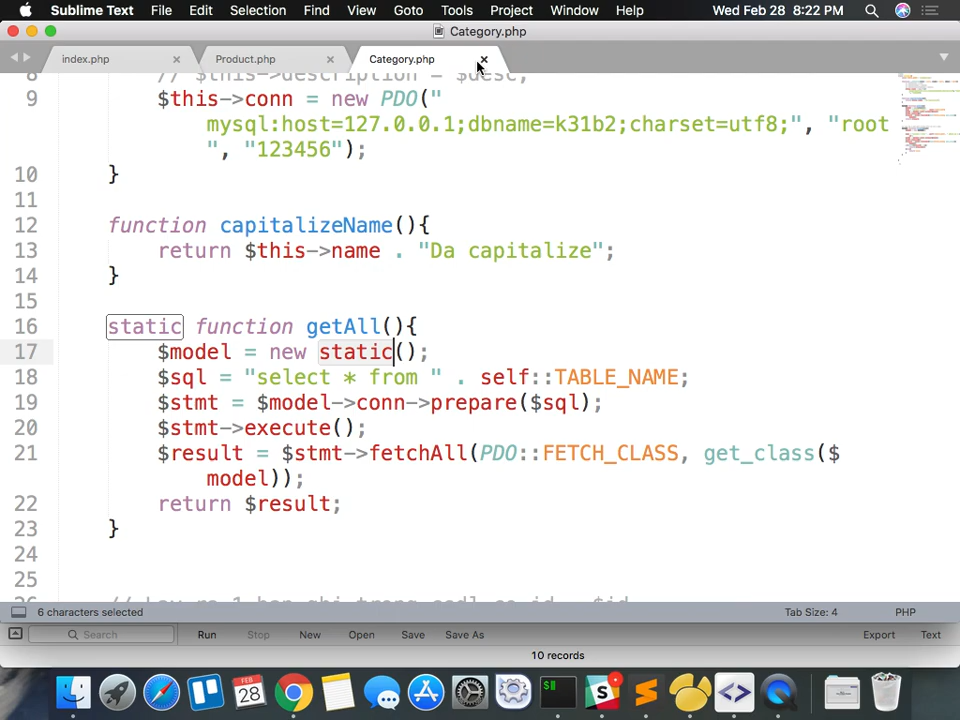 Sublime Text File Edit Selection Find View Goto Tools Project Window Help Wed Feb 28 8:22 PM
Category.php
index.php Product.php Category.php
8 // $this->description = $desc;
9 $this->conn = new PDO("
mysql:host=127.0.0.1;dbname=k31b2;charset=utf8;", "root
", "123456");
10 }
11
12 function capitalizeName(){
13 return $this->name . "Da capitalize";
14 }
15
16 static function getAll(){
17 $model = new static();
18 $sql = "select * from " . self::TABLE_NAME;
19 $stmt = $model->conn->prepare($sql);
20 $stmt->execute();
21 $result = $stmt->fetchAll(PDO::FETCH_CLASS, get_class($
model));
22 return $result;
23 }
24
25
6 characters selected Tab Size: 4 PHP
Search Run Stop New Open Save Save As Export Text
10 records
FEB
28